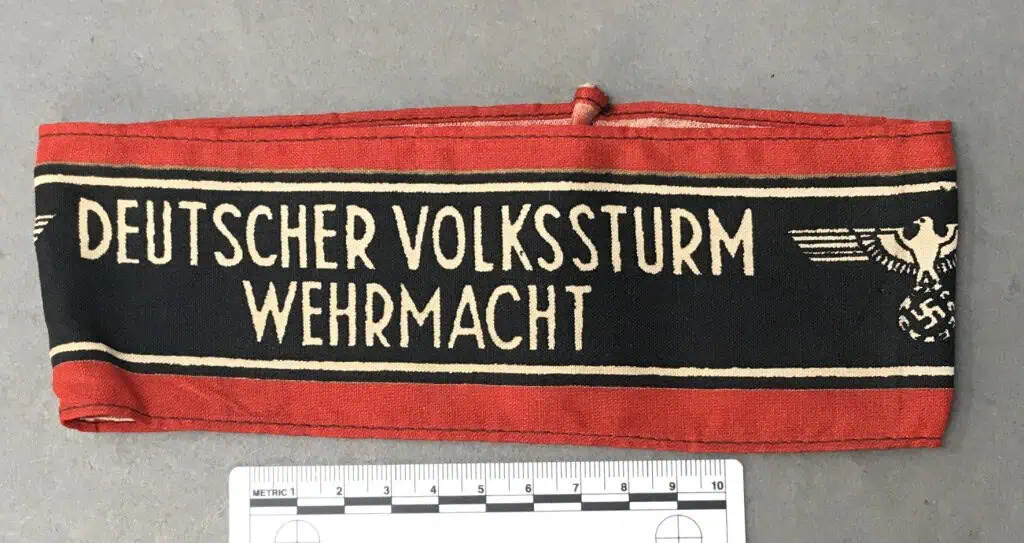 DEUTSCHER VOLKSSTURM
WEHRMACHT
METRIC 1 2 3 4 5 6 7 8 9 10